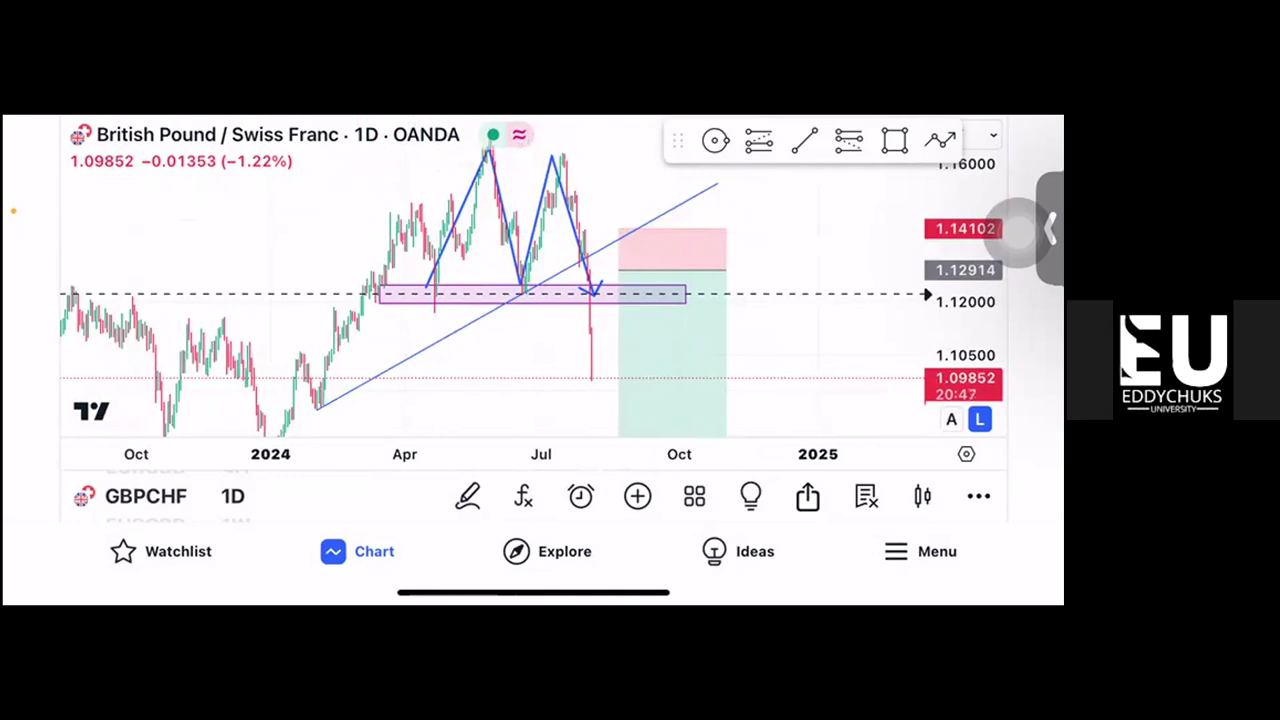 British Pound / Swiss Franc · 1D · OANDA
1.09852 −0.01353 (−1.22%)
1.16000
1.14102
1.12914
1.12000
1.10500
1.09852
20:47
A L
Oct 2024 Apr Jul Oct 2025
GBPCHF 1D
Watchlist Chart Explore Ideas Menu
EU
EDDYCHUKS
UNIVERSITY